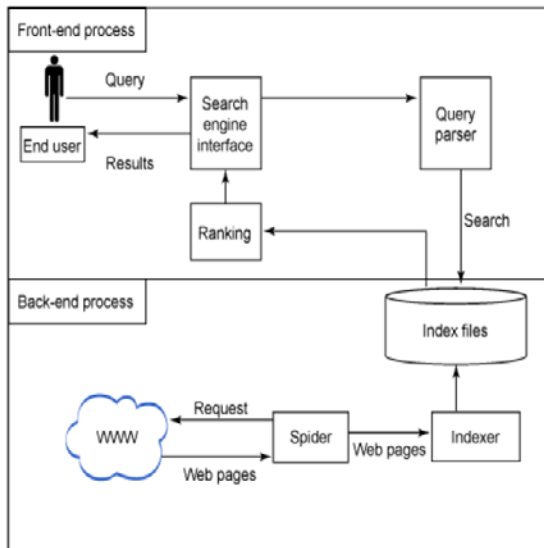 Front-end process
Query
Search
engine
interface
Query
parser
End user
Results
Ranking
Search
Back-end process
Index files
Request
WWW
Spider
Indexer
Web pages
Web pages